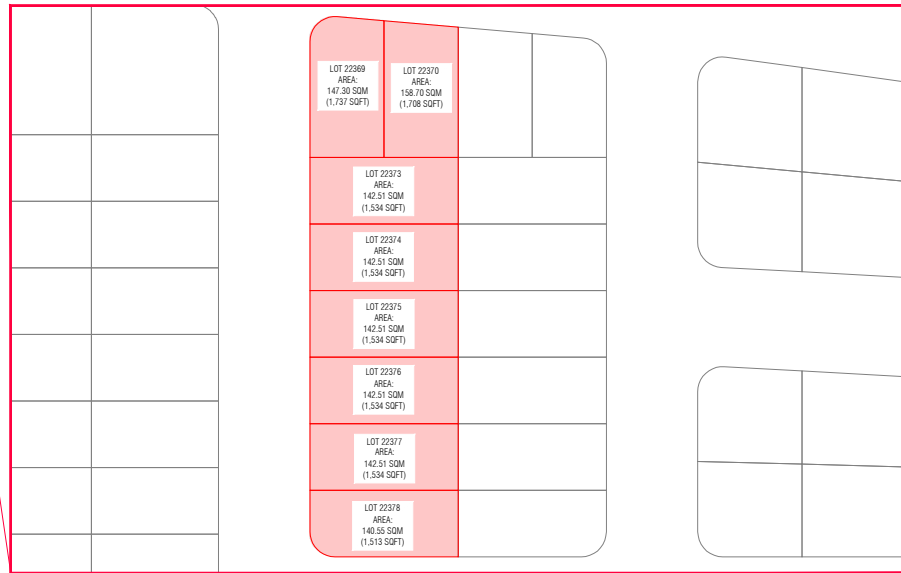 LOT 22369
AREA:
147.30 SQM
(1,737 SQFT)
LOT 22370
AREA:
158.70 SQM
(1,708 SQFT)
LOT 22373
AREA:
142.51 SQM
(1,534 SQFT)
LOT 22374
AREA:
142.51 SQM
(1,534 SQFT)
LOT 22375
AREA:
142.51 SQM
(1,534 SQFT)
LOT 22376
AREA:
142.51 SQM
(1,534 SQFT)
LOT 22377
AREA:
142.51 SQM
(1,534 SQFT)
LOT 22378
AREA:
140.55 SQM
(1,513 SQFT)